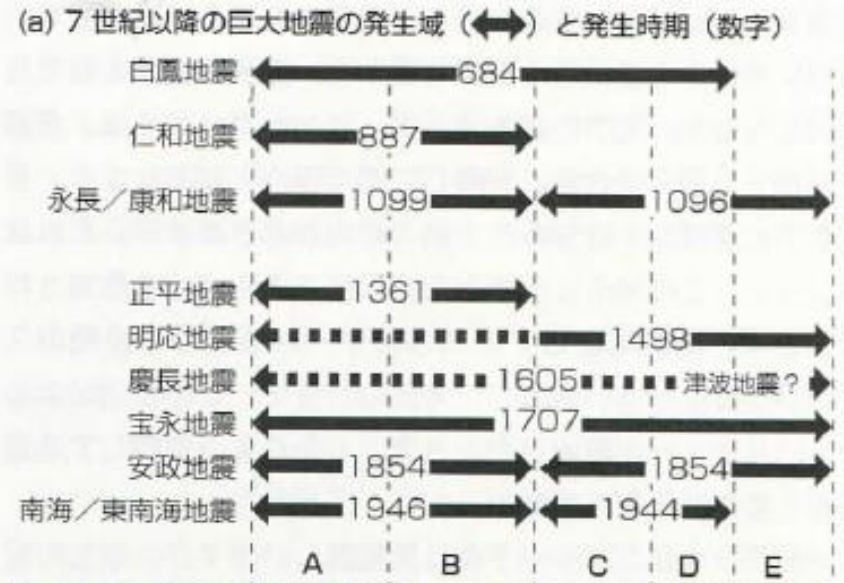 (a) 7世紀以降の巨大地震の発生域（⟷）と発生時期（数字）
白鳳地震 684
仁和地震 887
永長／康和地震 1099 1096
正平地震 1361
明応地震 1498
慶長地震 1605 津波地震？
宝永地震 1707
安政地震 1854 1854
南海／東南海地震 1946 1944
A B C D E